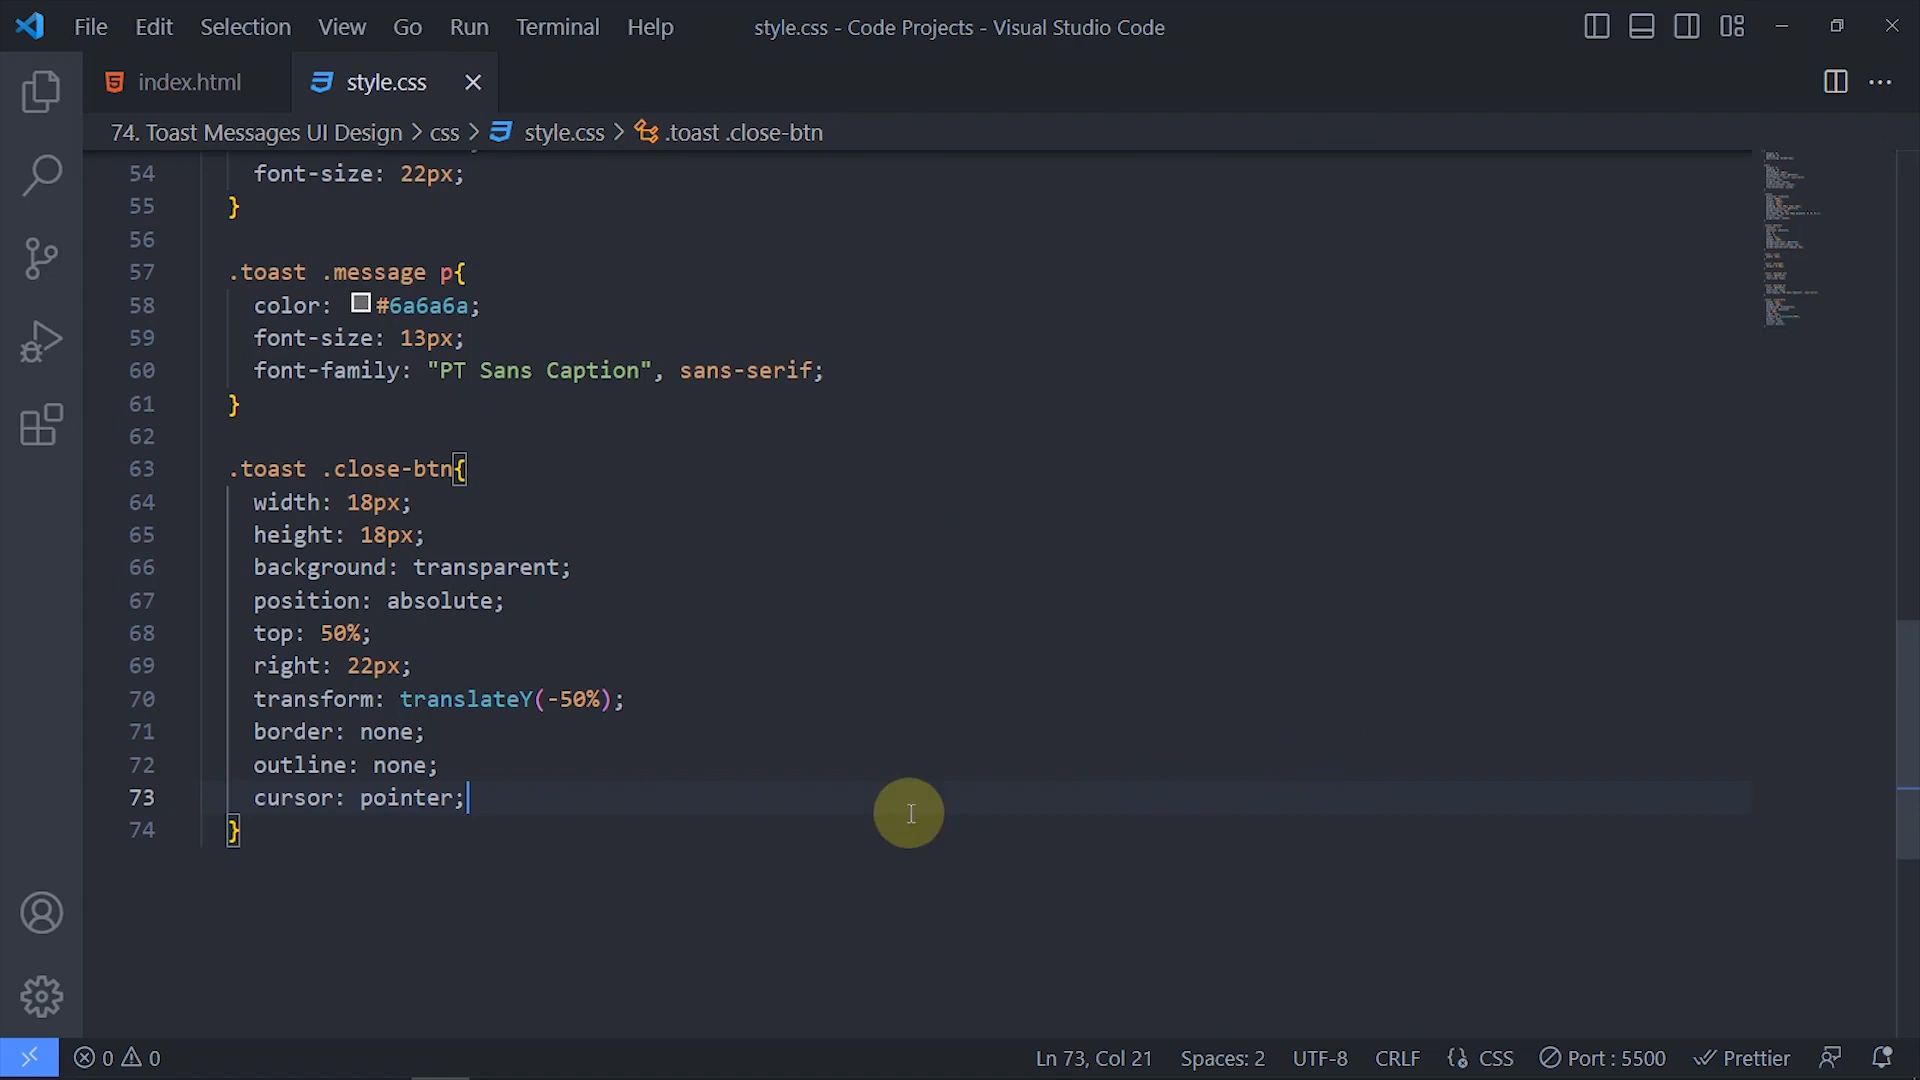 File Edit Selection View Go Run Terminal Help style.css - Code Projects - Visual Studio Code
index.html style.css
74. Toast Messages UI Design > css > style.css > .toast .close-btn
54 font-size: 22px;
55 }
56
57 .toast .message p{
58 color: #6a6a6a;
59 font-size: 13px;
60 font-family: "PT Sans Caption", sans-serif;
61 }
62
63 .toast .close-btn{
64 width: 18px;
65 height: 18px;
66 background: transparent;
67 position: absolute;
68 top: 50%;
69 right: 22px;
70 transform: translateY(-50%);
71 border: none;
72 outline: none;
73 cursor: pointer;
74 }
0 0 Ln 73, Col 21 Spaces: 2 UTF-8 CRLF CSS Port : 5500 Prettier